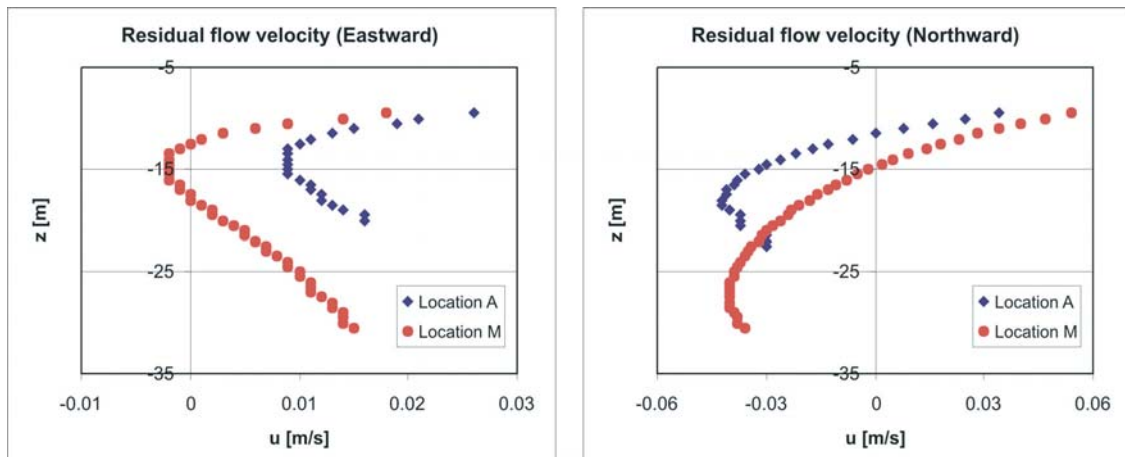 Residual flow velocity (Eastward)
-5
-15
-25
-35
z [m]
Location A
Location M
-0.01 0 0.01 0.02 0.03
u [m/s]
Residual flow velocity (Northward)
-5
-15
-25
-35
z [m]
Location A
Location M
-0.06 -0.03 0 0.03 0.06
u [m/s]